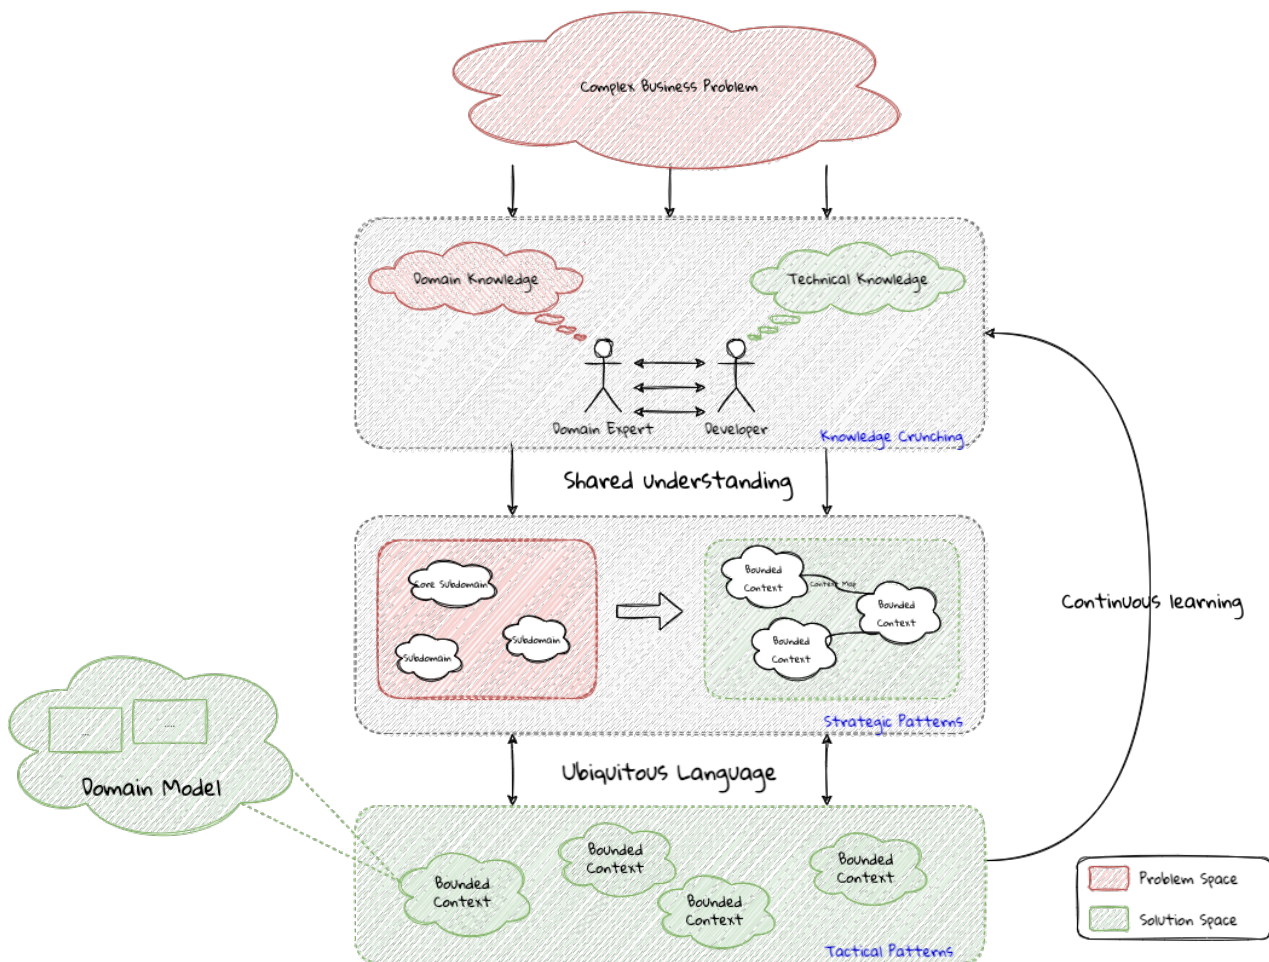 Complex Business Problem
Domain Knowledge
Technical Knowledge
Domain Expert
Developer
Knowledge Crunching
Shared understanding
Core Subdomain
Subdomain
Subdomain
Bounded
Context
Context Map
Bounded
Context
Bounded
Context
Strategic Patterns
Continuous learning
Ubiquitous Language
...
....
Domain Model
Bounded
Context
Bounded
Context
Bounded
Context
Bounded
Context
Tactical Patterns
Problem Space
Solution Space